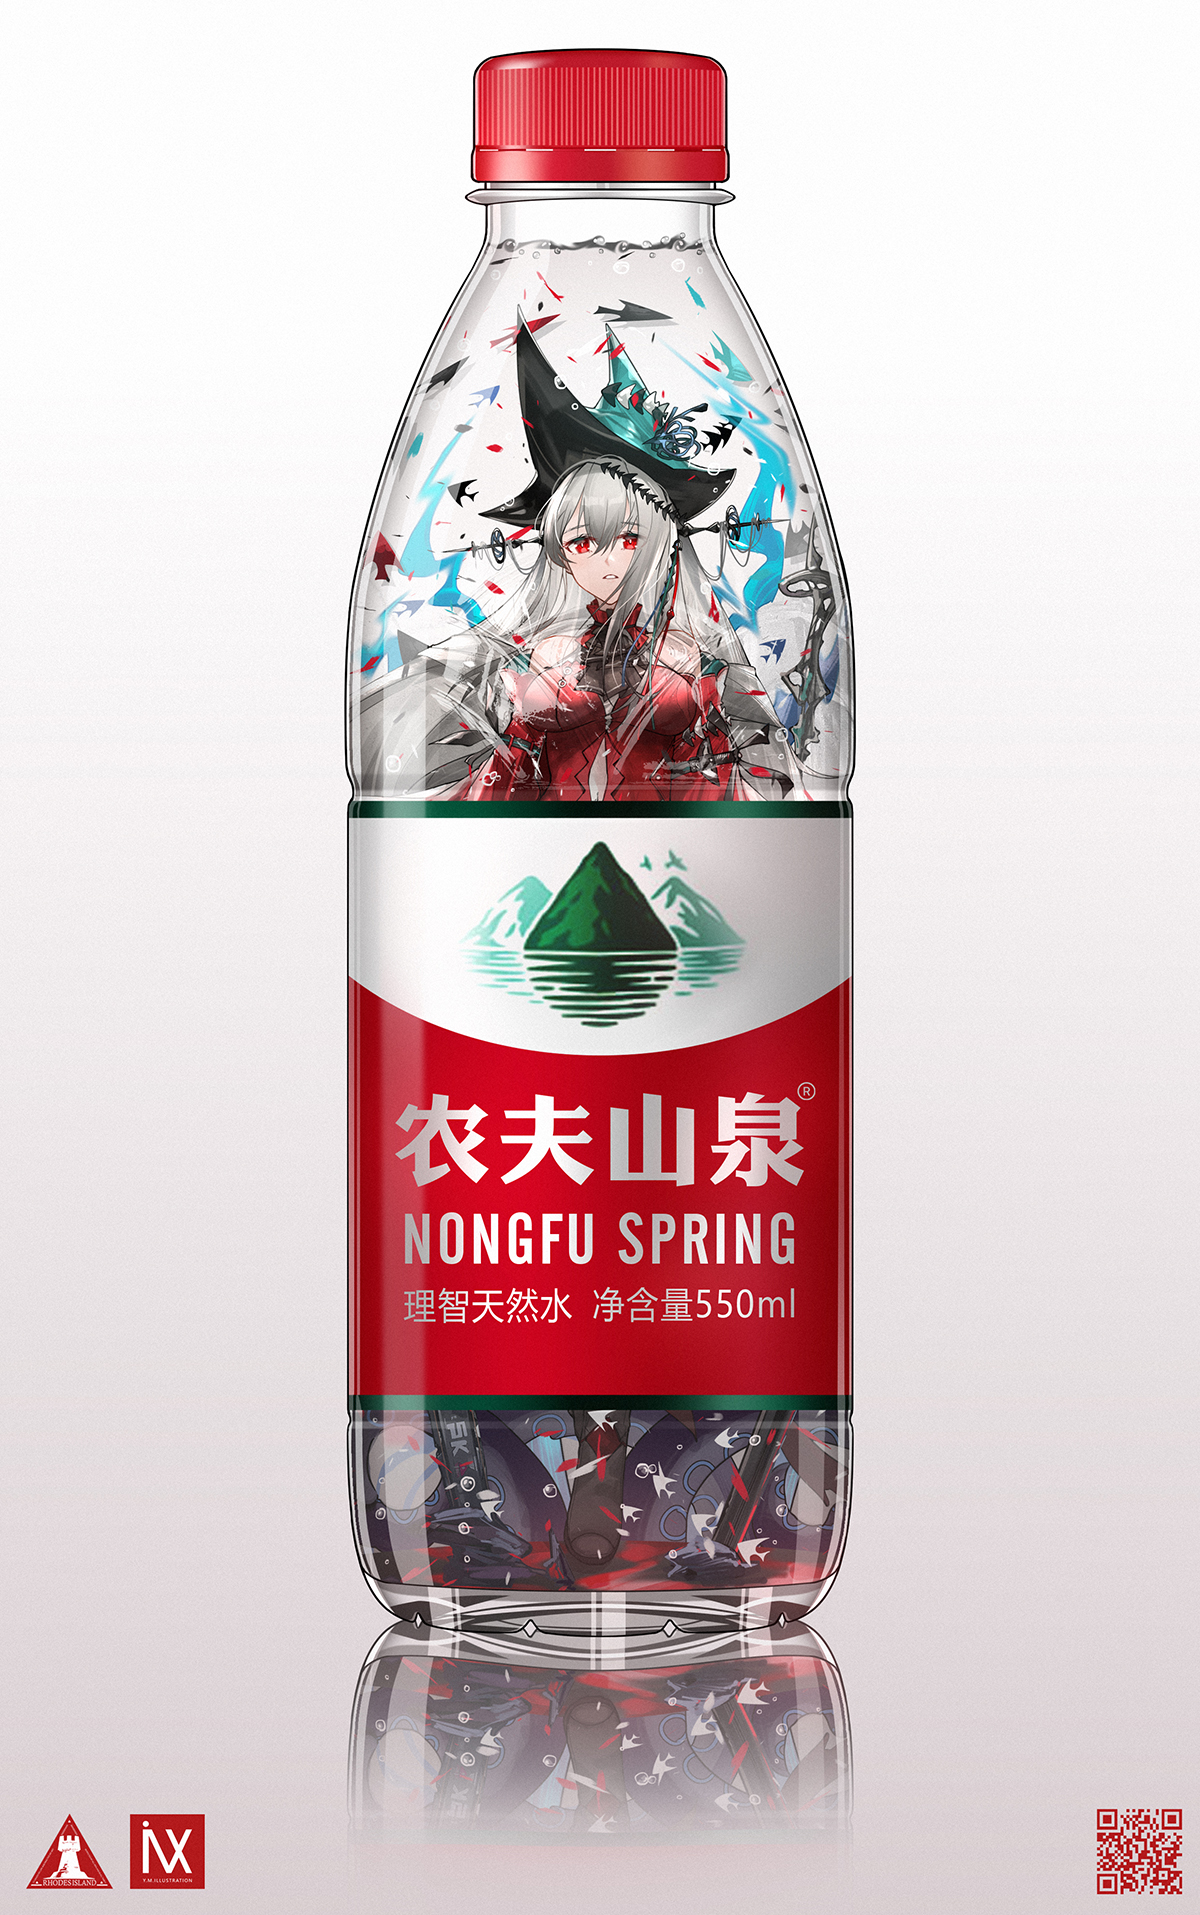 农夫山泉®
NONGFU SPRING
理智天然水 净含量550ml
RHODES ISLAND
iVX
Y.M.ILLUSTRATION